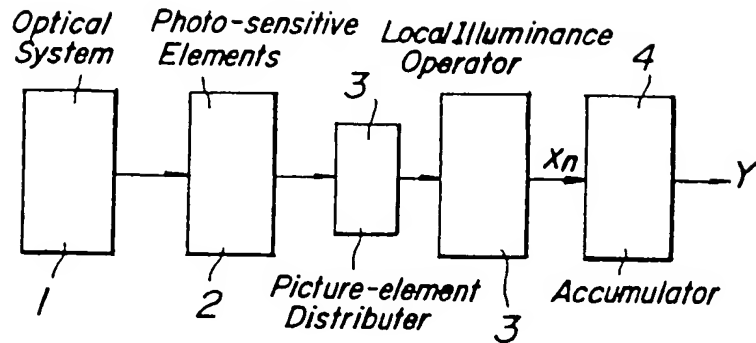 Optical
System
Photo-sensitive
Elements
3
Local Illuminance
Operator
4
Xn
Y
1
2
Picture-element
Distributer
3
Accumulator